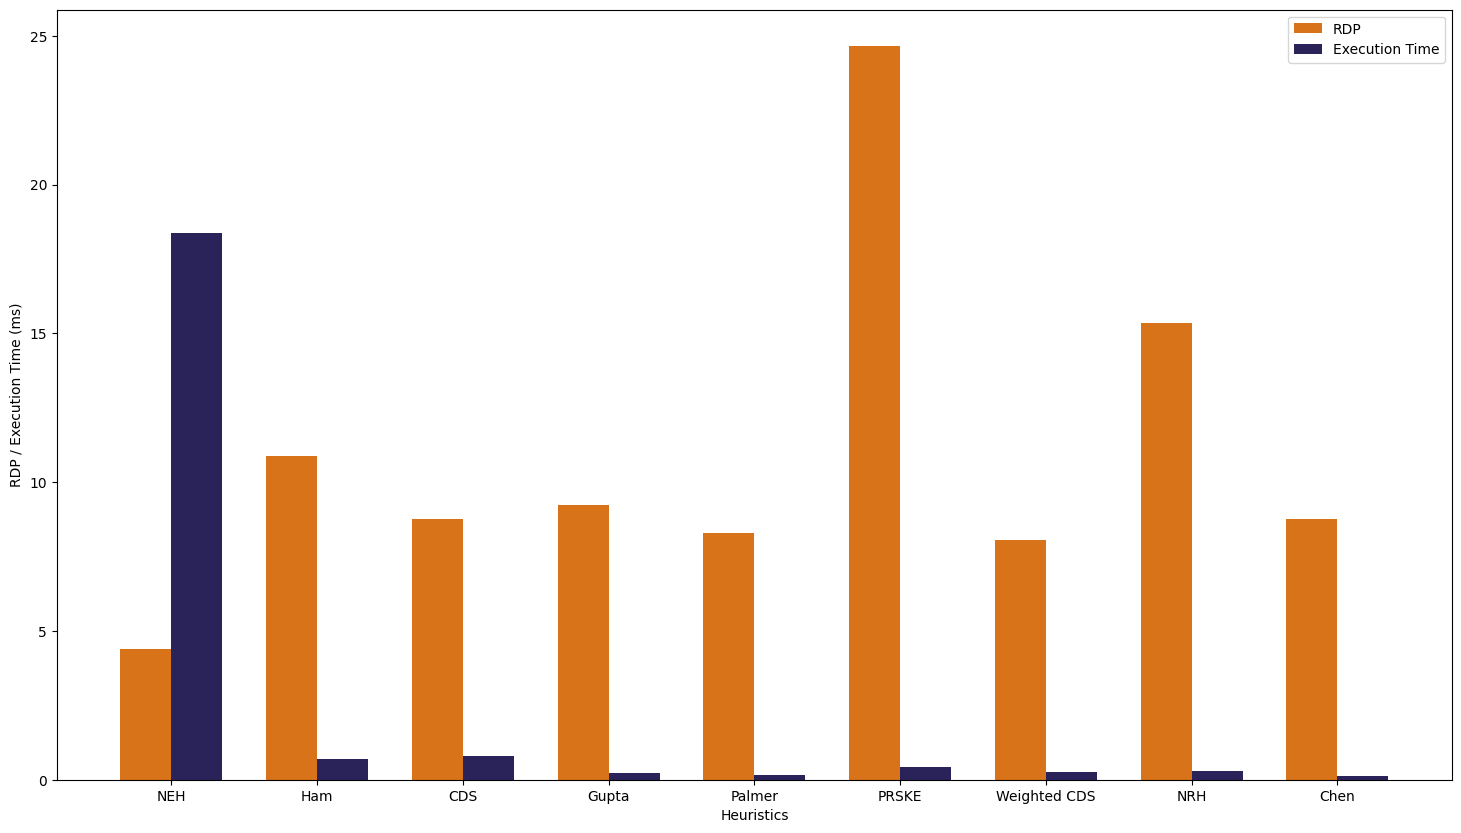 RDP
Execution Time
RDP / Execution Time (ms)
25
20
15
10
5
0
NEH Ham CDS Gupta Palmer PRSKE Weighted CDS NRH Chen
Heuristics